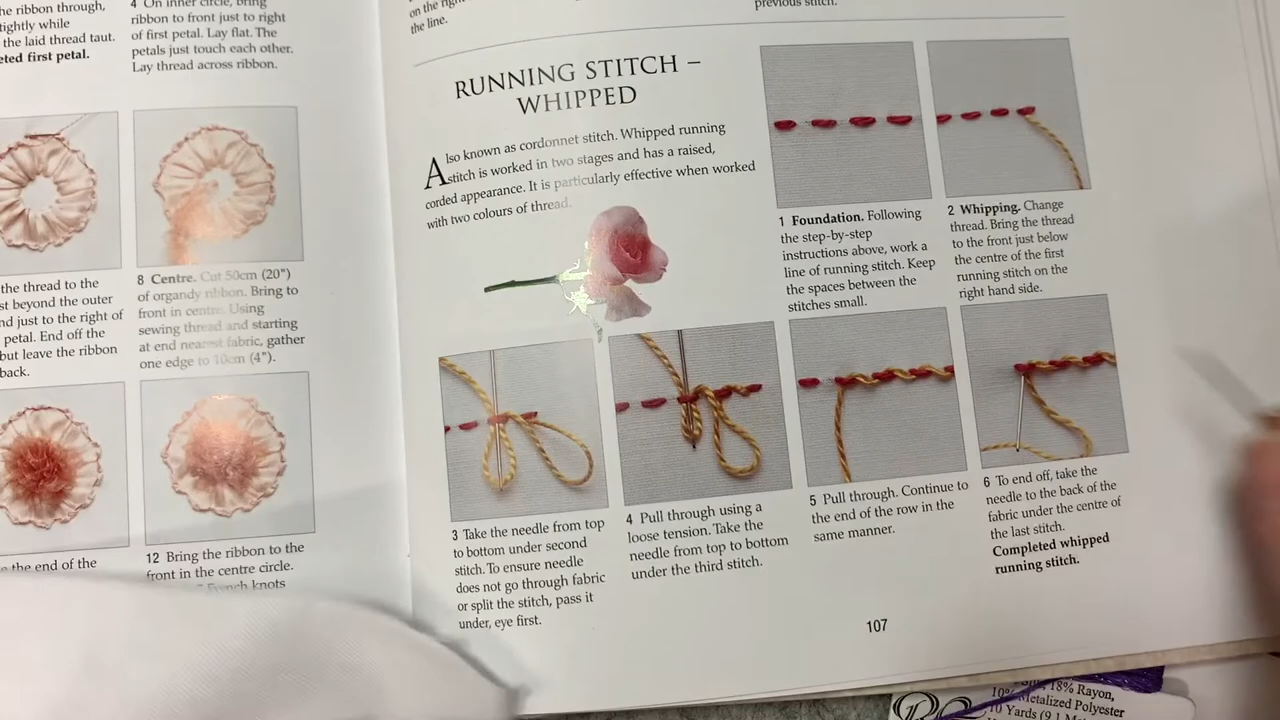 he ribbon through,
tightly while
the laid thread taut.
eted first petal.
4 On inner circle, bring
ribbon to front just to right
of first petal. Lay flat. The
petals just touch each other.
Lay thread across ribbon.
the thread to the
st beyond the outer
nd just to the right of
petal. End off the
but leave the ribbon
back.
8 Centre. Cut 50cm (20")
of organdy ribbon. Bring to
front in centre. Using
sewing thread and starting
at end nearest fabric, gather
one edge to 10cm (4").
the end of the
12 Bring the ribbon to the
front in the centre circle.
French knots
on the right
the line.
previous stitch.
RUNNING STITCH –
WHIPPED
Also known as cordonnet stitch. Whipped running
stitch is worked in two stages and has a raised,
corded appearance. It is particularly effective when worked
with two colours of thread.
1 Foundation. Following
the step-by-step
instructions above, work a
line of running stitch. Keep
the spaces between the
stitches small.
2 Whipping. Change
thread. Bring the thread
to the front just below
the centre of the first
running stitch on the
right hand side.
3 Take the needle from top
to bottom under second
stitch. To ensure needle
does not go through fabric
or split the stitch, pass it
under, eye first.
4 Pull through using a
loose tension. Take the
needle from top to bottom
under the third stitch.
5 Pull through. Continue to
the end of the row in the
same manner.
6 To end off, take the
needle to the back of the
fabric under the centre of
the last stitch.
Completed whipped
running stitch.
107
18% Rayon,
10% Metalized Polyester
10 Yards (9.1 M